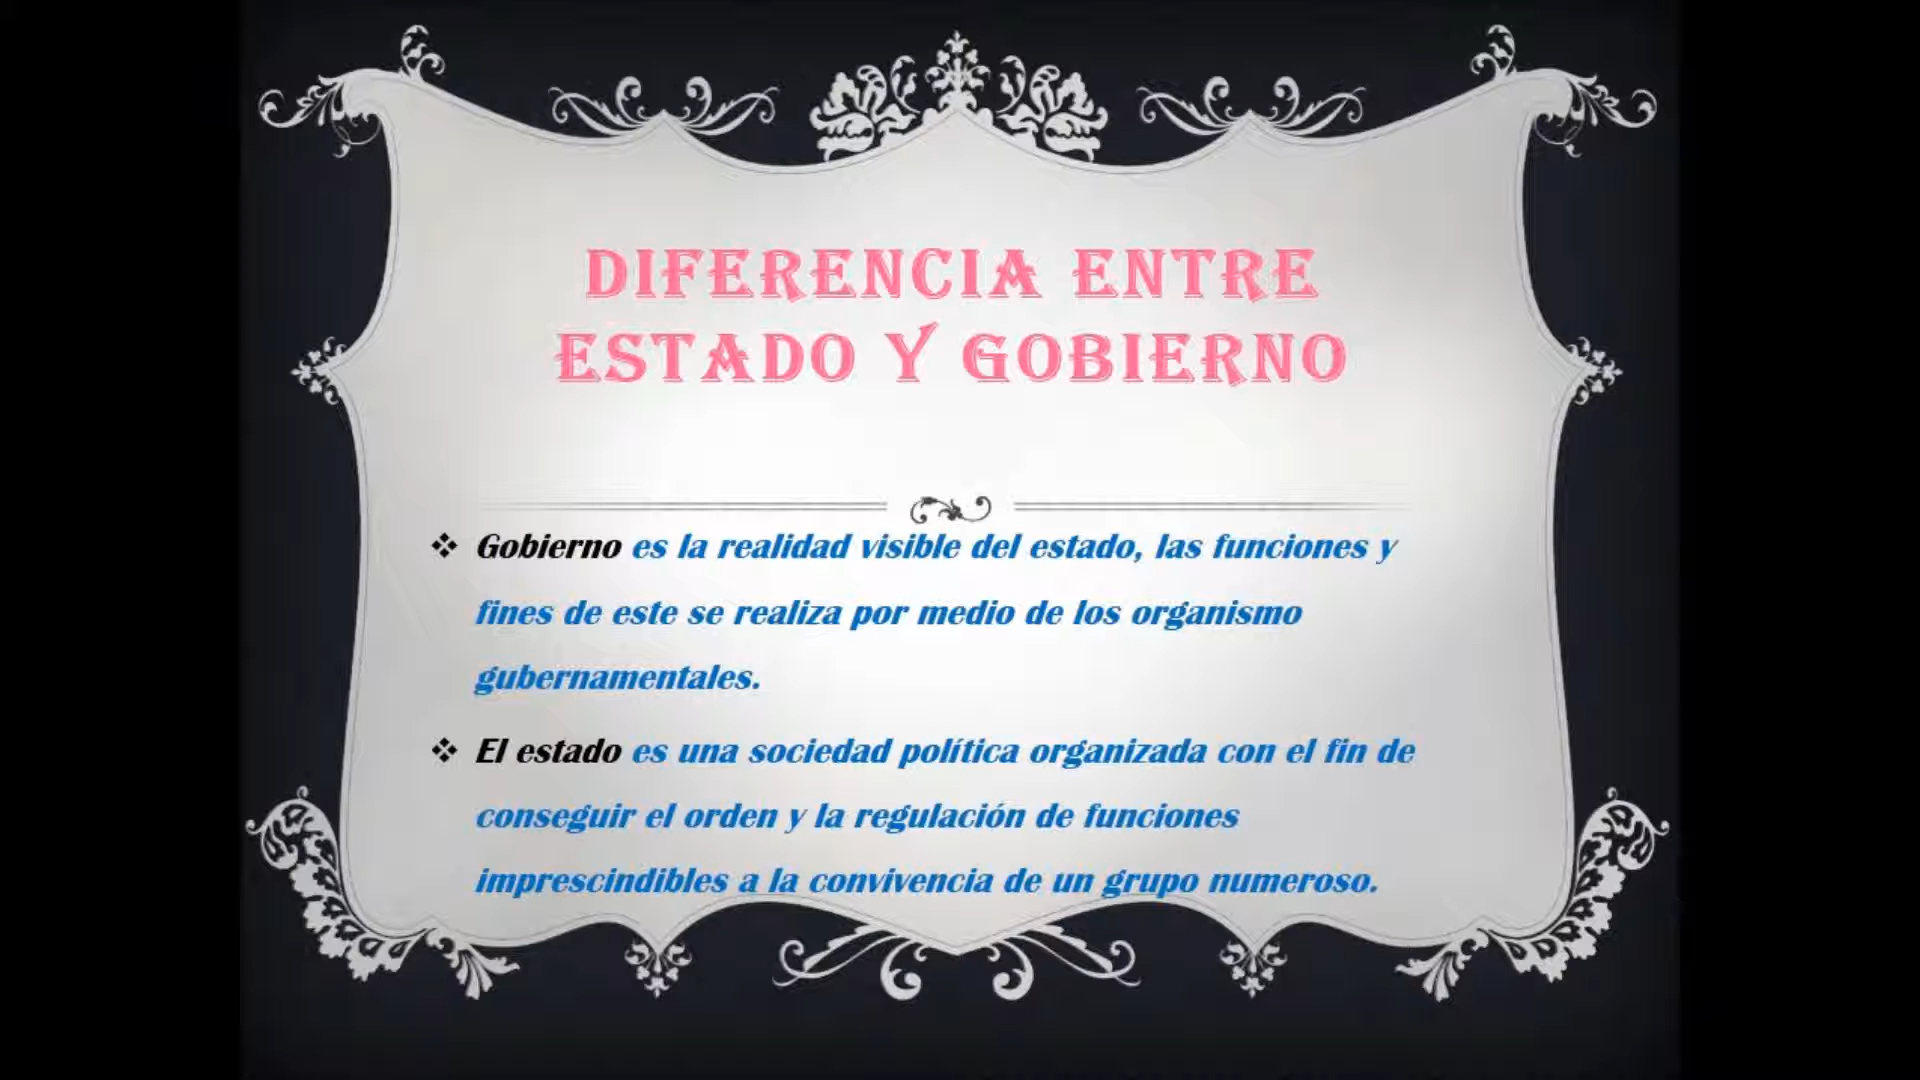 DIFERENCIA ENTRE
ESTADO Y GOBIERNO
❖ Gobierno es la realidad visible del estado, las funciones y
fines de este se realiza por medio de los organismo
gubernamentales.
❖ El estado es una sociedad política organizada con el fin de
conseguir el orden y la regulación de funciones
imprescindibles a la convivencia de un grupo numeroso.